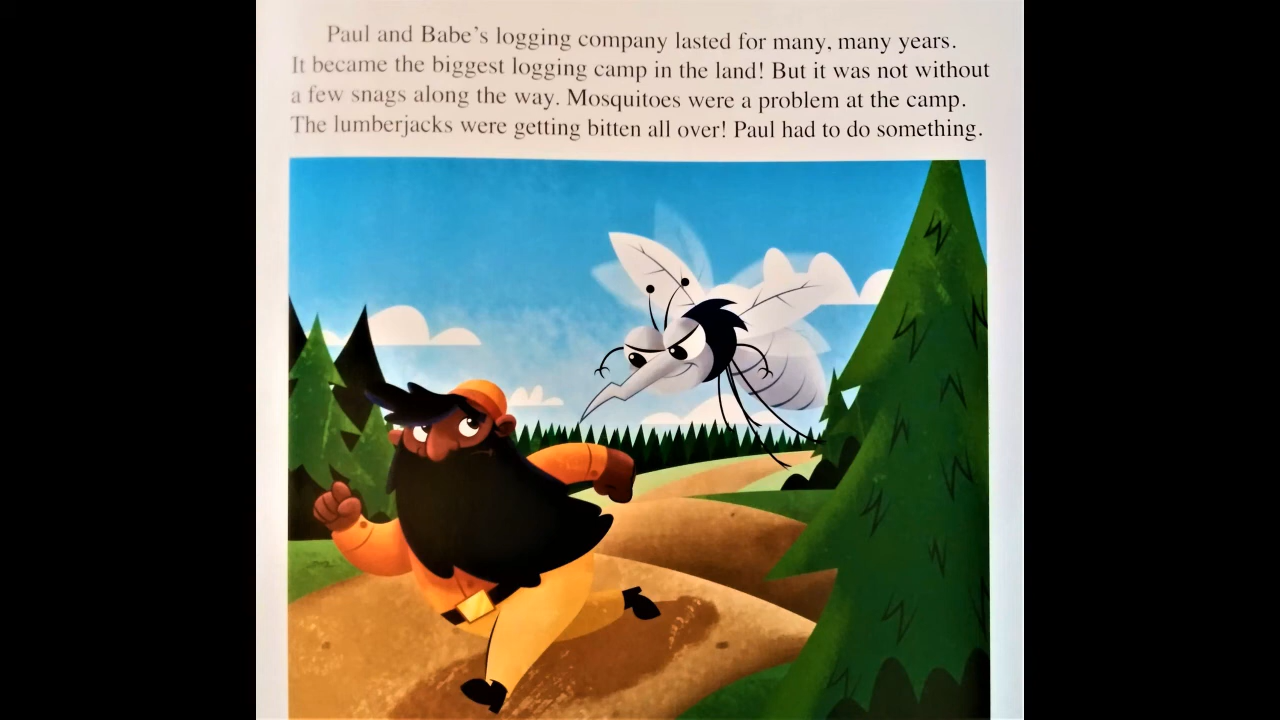 Paul and Babe's logging company lasted for many, many years.
It became the biggest logging camp in the land! But it was not without
a few snags along the way. Mosquitoes were a problem at the camp.
The lumberjacks were getting bitten all over! Paul had to do something.